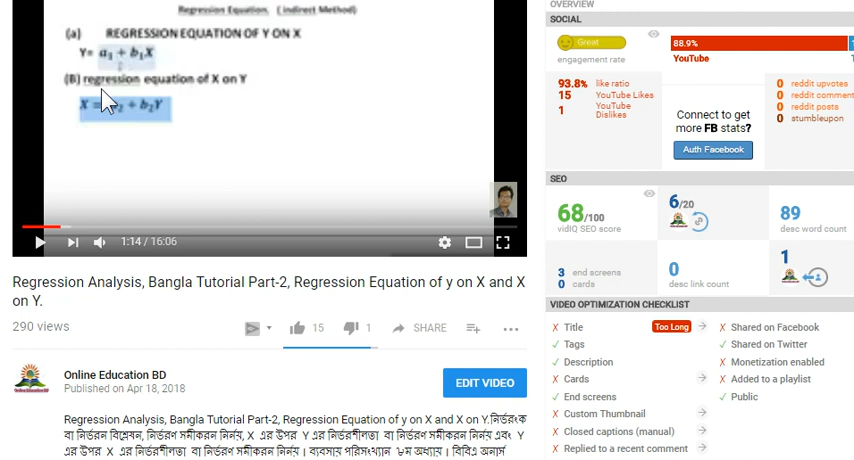 Regression Equation. ( indirect Method)
(a) REGRESSION EQUATION OF Y ON X
Y= a₁ + b₁X
(B) regression equation of X on Y
X = ₂ + b₂Y
1:14 / 16:06
Regression Analysis, Bangla Tutorial Part-2, Regression Equation of y on X and X
on Y.
290 views
15
1
SHARE
Online Education BD
Published on Apr 18, 2018
EDIT VIDEO
Regression Analysis, Bangla Tutorial Part-2, Regression Equation of y on X and X on Y.নির্ভরংক
বা নির্ভরন বিশ্লেষন, নির্ভরণ সমীকরন নির্নয়, X এর উপর Y এর নির্ভরশীলতা বা নির্ভরণ সমীকরন নির্নয় এবং Y
এর উপর X এর নির্ভরশীলতা বা নির্ভরণ সমীকরন নির্নয়। ব্যবসায় পরিসংখ্যান ৮ম অধ্যায়। বিবিএ অনার্স
OVERVIEW
SOCIAL
Great
engagement rate
88.9%
YouTube
93.8% like ratio
15 YouTube Likes
1 YouTube
Dislikes
Connect to get
more FB stats?
Auth Facebook
0 reddit upvotes
0 reddit comment
0 reddit posts
0 stumbleupon
SEO
68/100
vidIQ SEO score
6/20
89
desc word count
3 end screens
0 cards
0
desc link count
1
VIDEO OPTIMIZATION CHECKLIST
Title Too Long
Tags
Description
Cards
End screens
Custom Thumbnail
Closed captions (manual)
Replied to a recent comment
Shared on Facebook
Shared on Twitter
Monetization enabled
Added to a playlist
Public